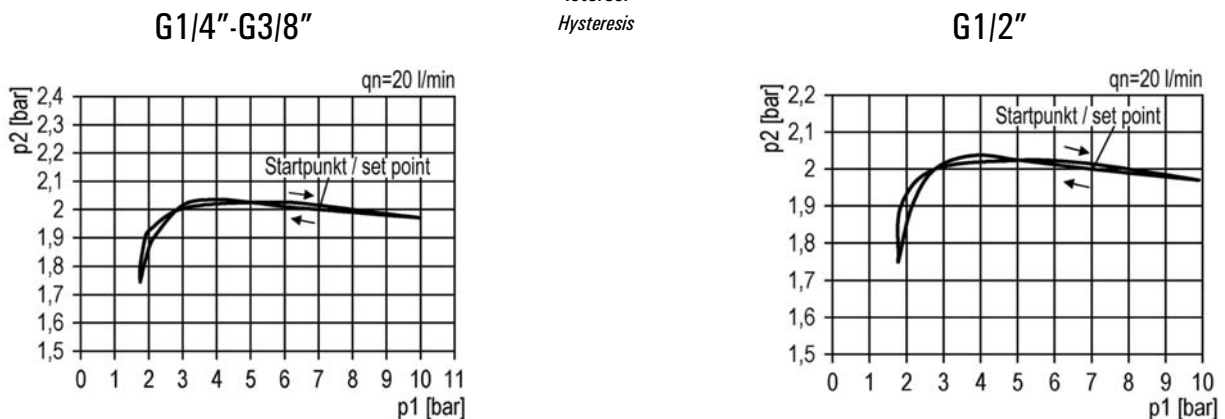 Hysteresis
G1/4”-G3/8”
qn=20 l/min
p2 [bar]
2,4
2,3
2,2
2,1
2
1,9
1,8
1,7
1,6
1,5
Startpunkt / set point
0 1 2 3 4 5 6 7 8 9 10 11
p1 [bar]
G1/2”
qn=20 l/min
p2 [bar]
2,2
2,1
2
1,9
1,8
1,7
1,6
1,5
Startpunkt / set point
0 1 2 3 4 5 6 7 8 9 10
p1 [bar]